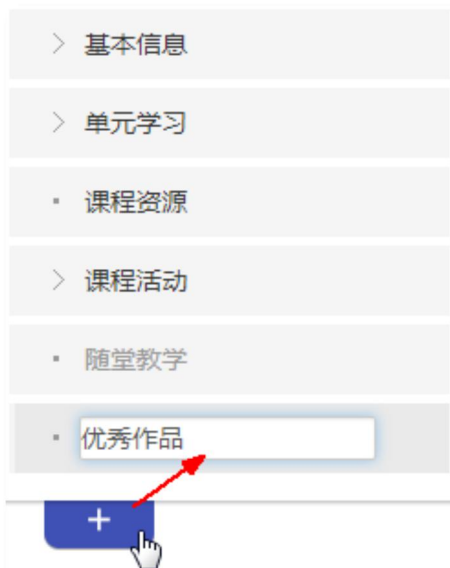 基本信息
单元学习
课程资源
课程活动
随堂教学
优秀作品